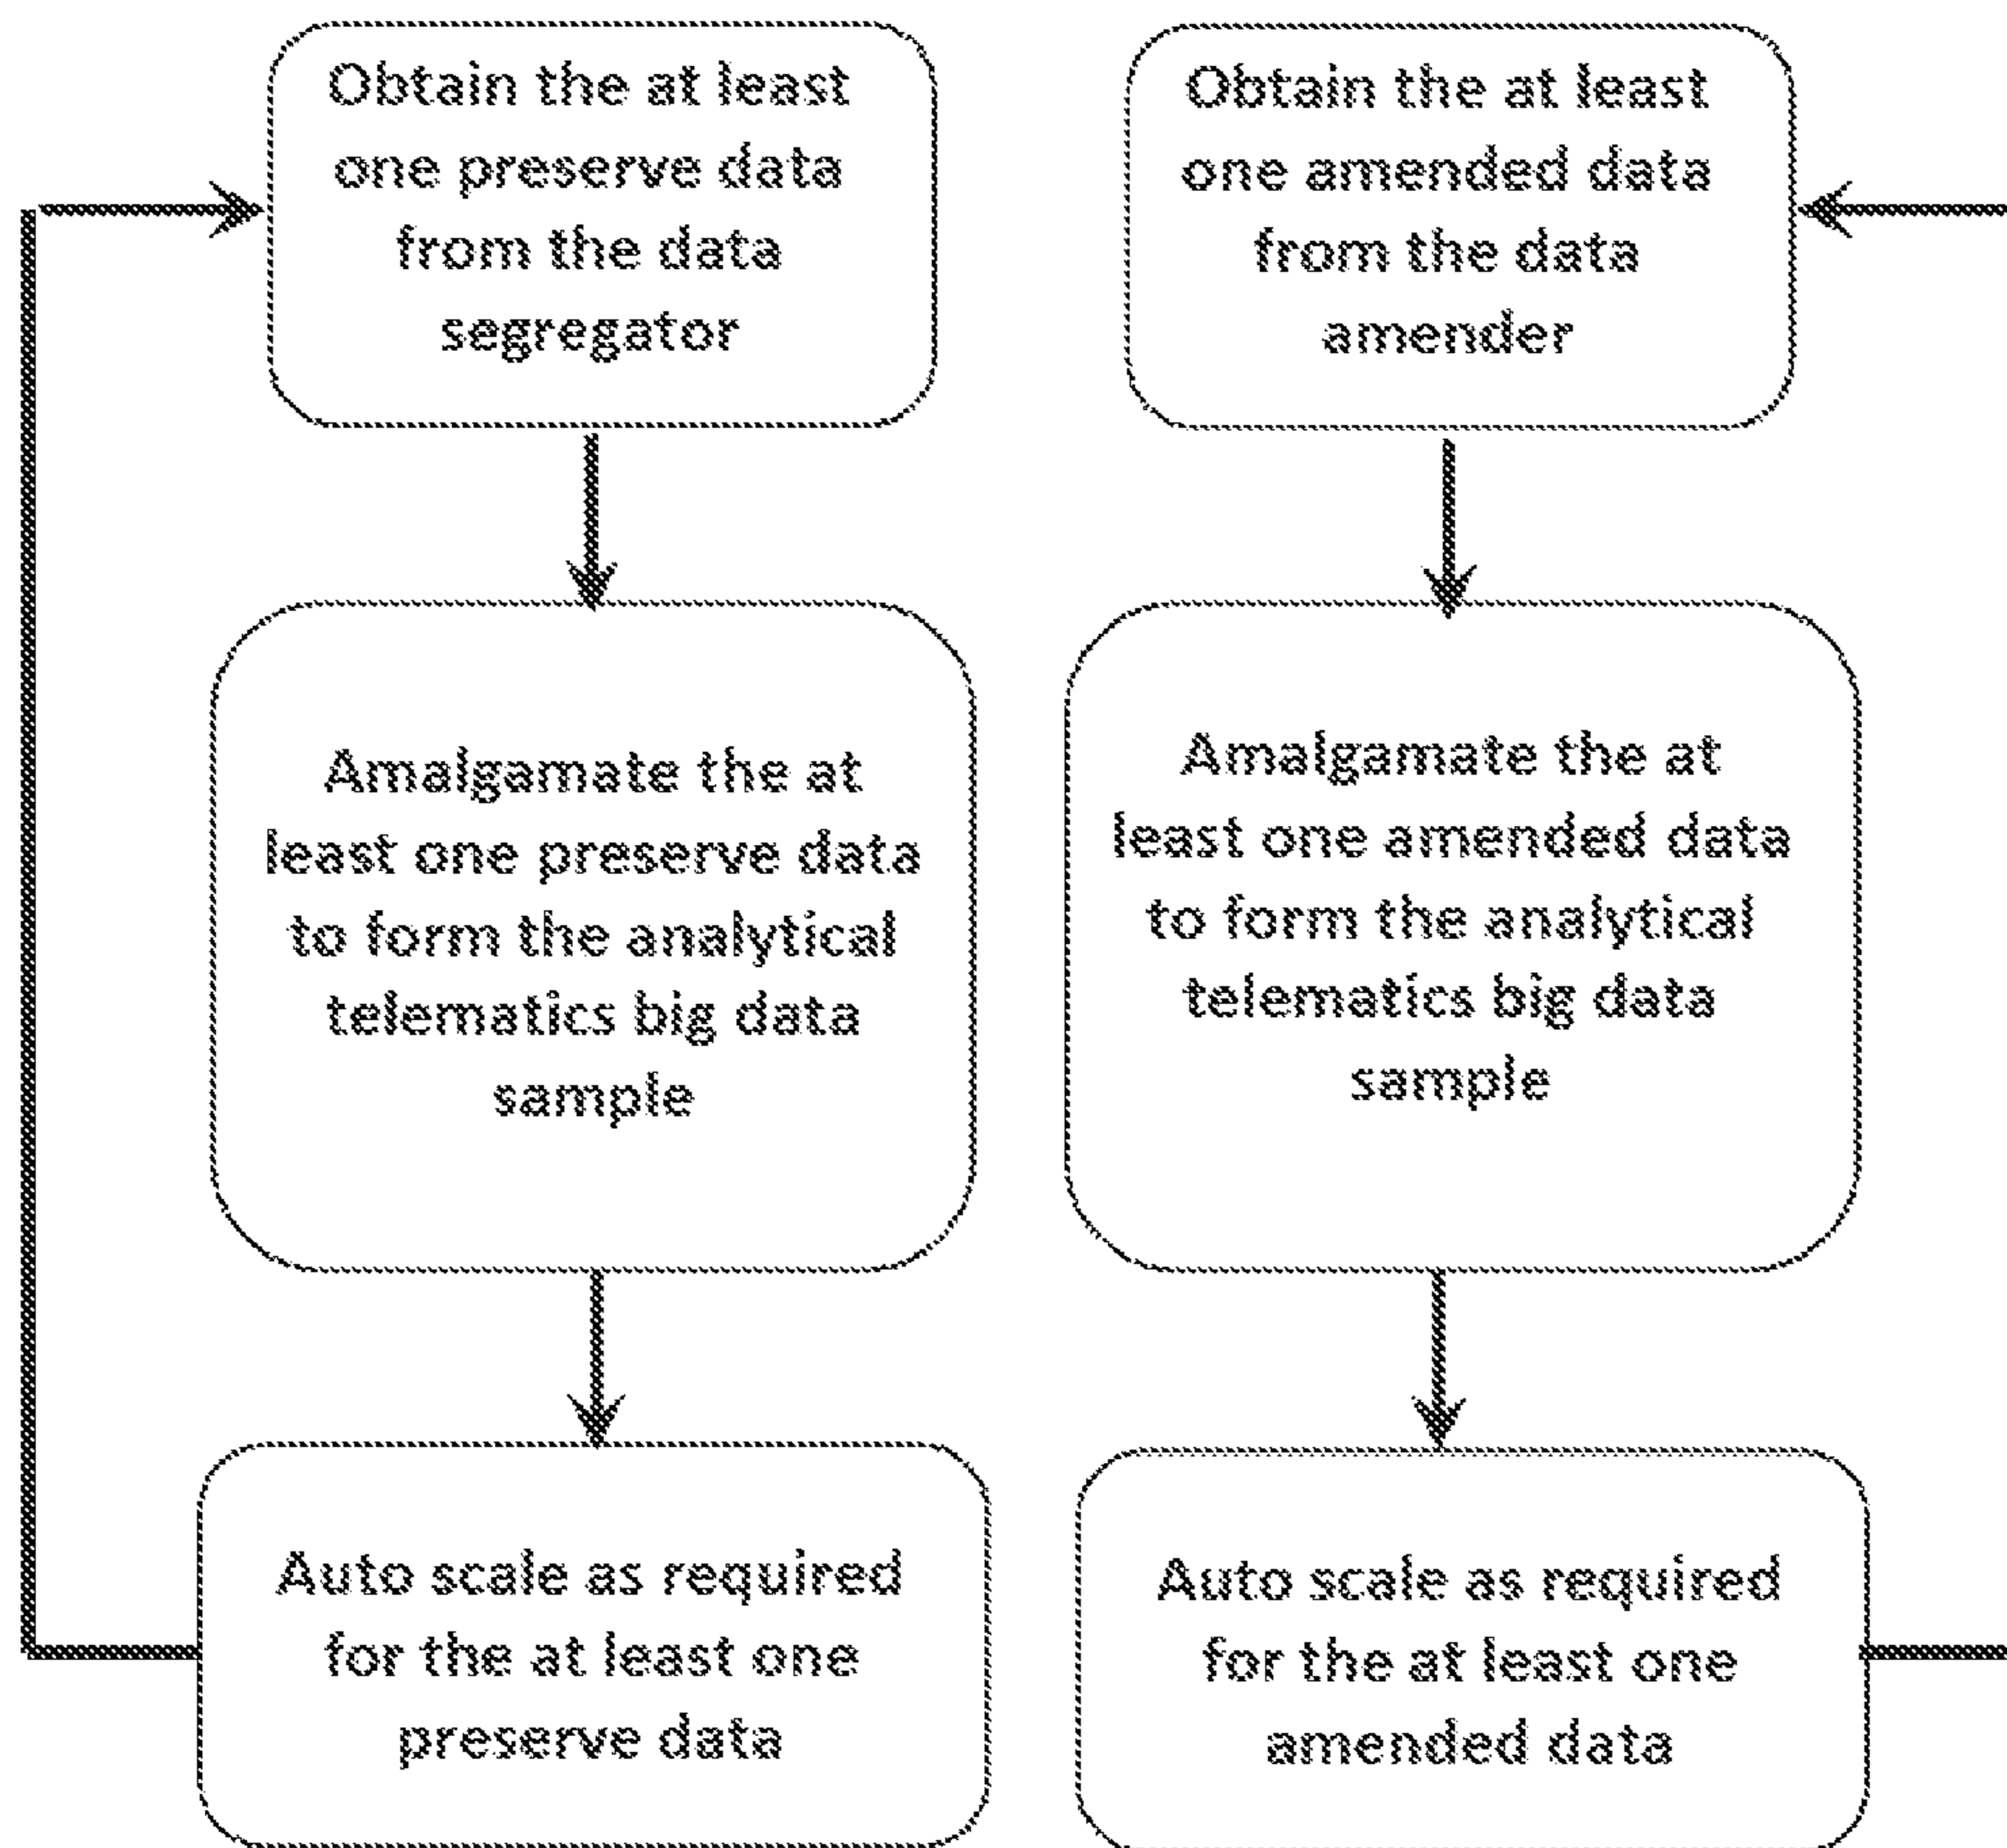 Obtain the at least
one preserve data
from the data
segregator
Obtain the at least
one amended data
from the data
amender
Amalgamate the at
least one preserve data
to form the analytical
telematics big data
sample
Amalgamate the at
least one amended data
to form the analytical
telematics big data
sample
Auto scale as required
for the at least one
preserve data
Auto scale as required
for the at least one
amended data